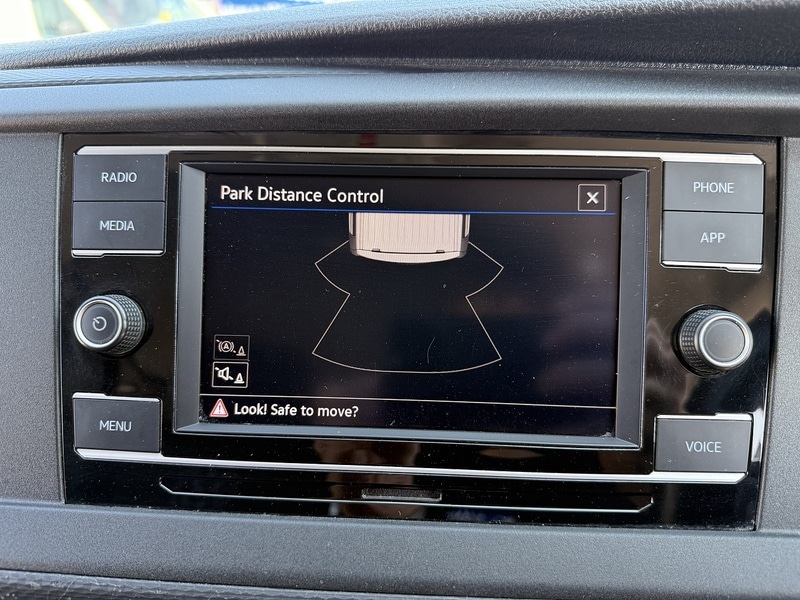 RADIO
MEDIA
MENU
Park Distance Control
X
A
Look! Safe to move?
PHONE
APP
VOICE